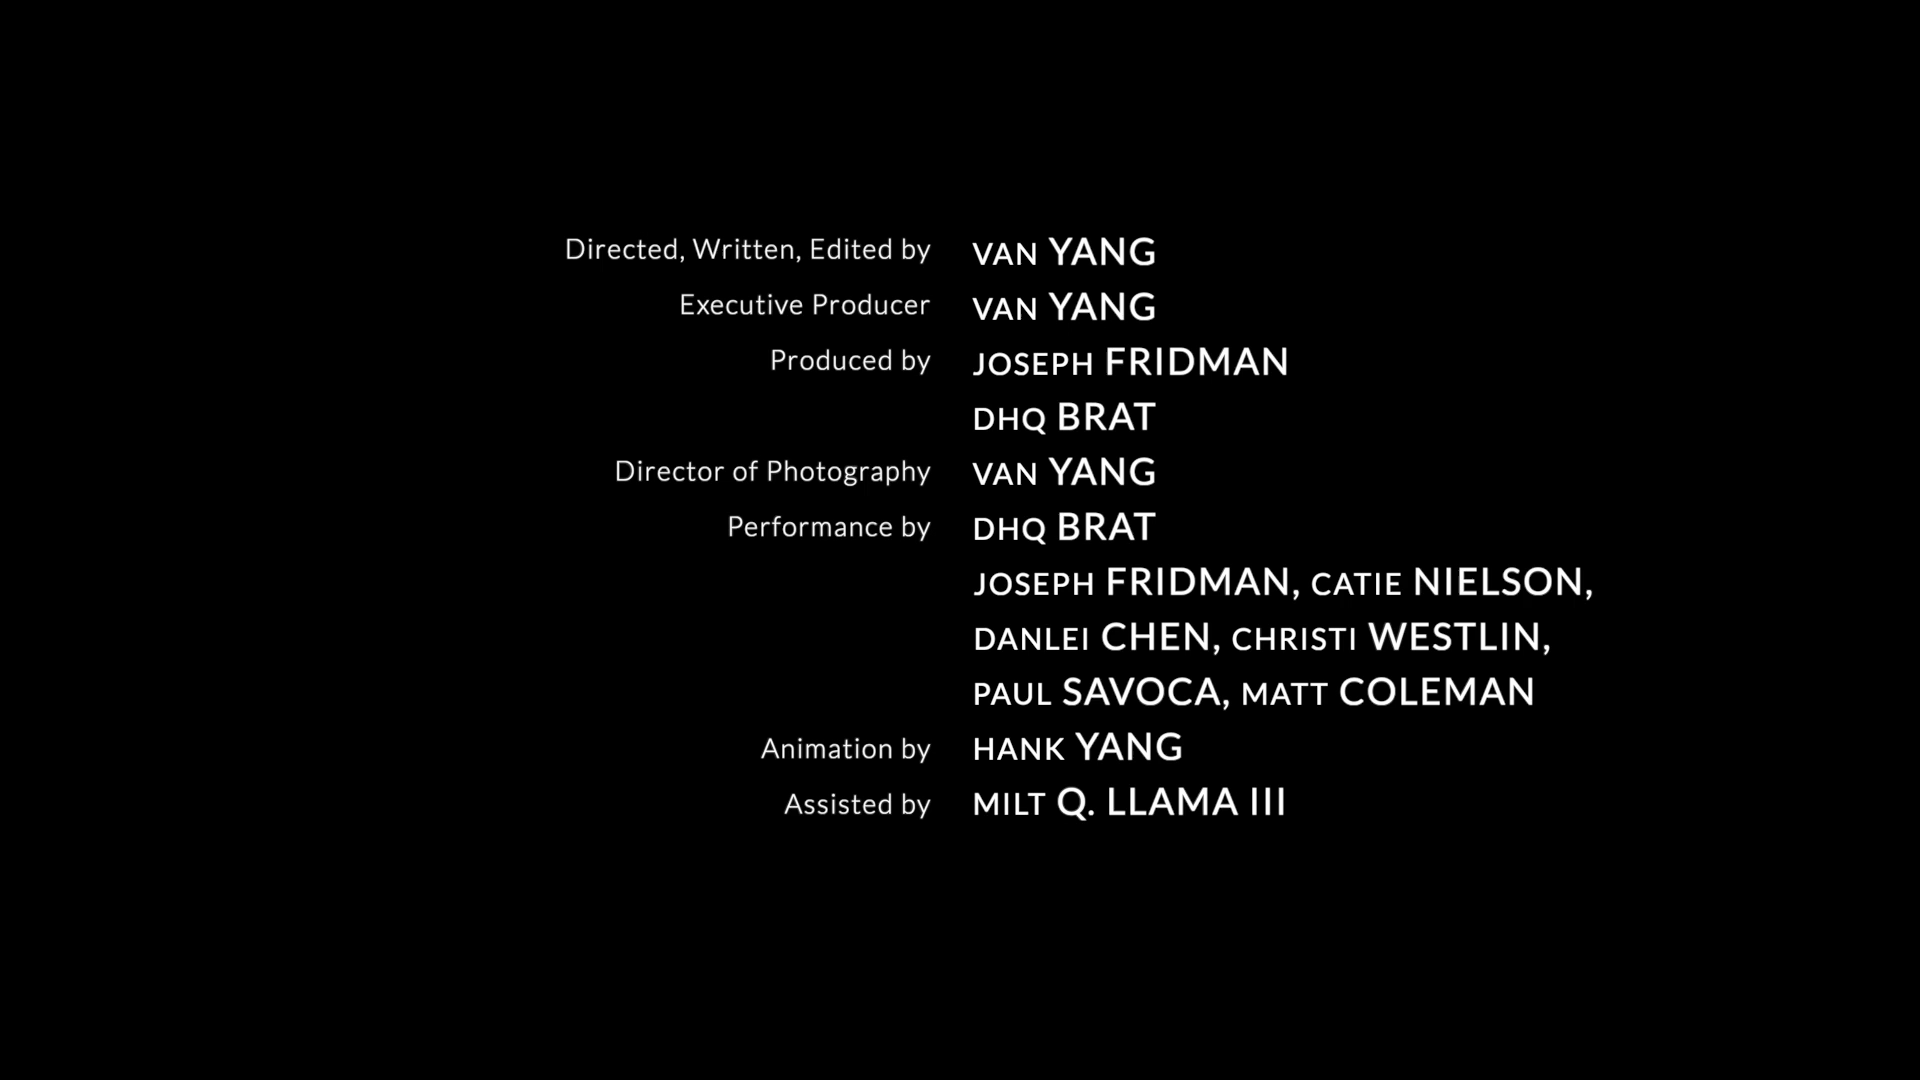 Directed, Written, Edited by VAN YANG
Executive Producer VAN YANG
Produced by JOSEPH FRIDMAN
DHQ BRAT
Director of Photography VAN YANG
Performance by DHQ BRAT
JOSEPH FRIDMAN, CATIE NIELSON,
DANLEI CHEN, CHRISTI WESTLIN,
PAUL SAVOCA, MATT COLEMAN
Animation by HANK YANG
Assisted by MILT Q. LLAMA III